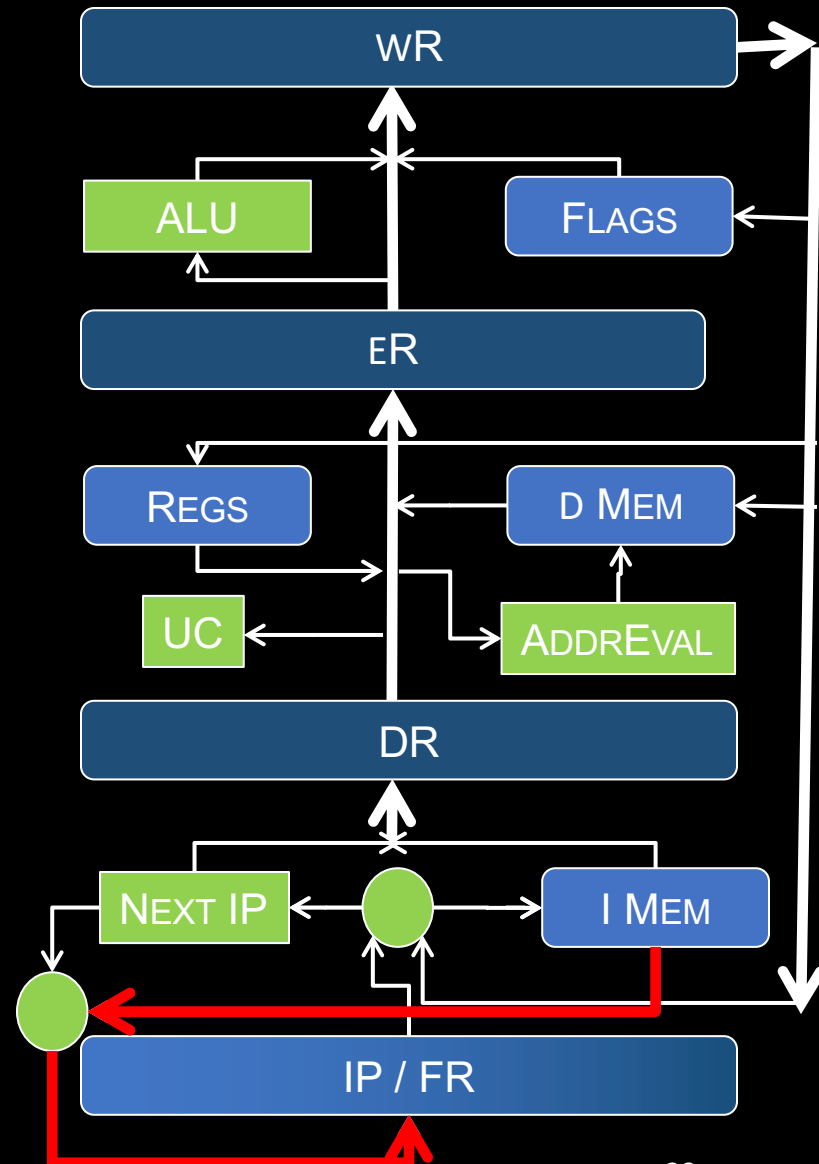 WR
ALU
FLAGS
ER
REGS
D MEM
UC
ADDREVAL
DR
NEXT IP
I MEM
IP / FR